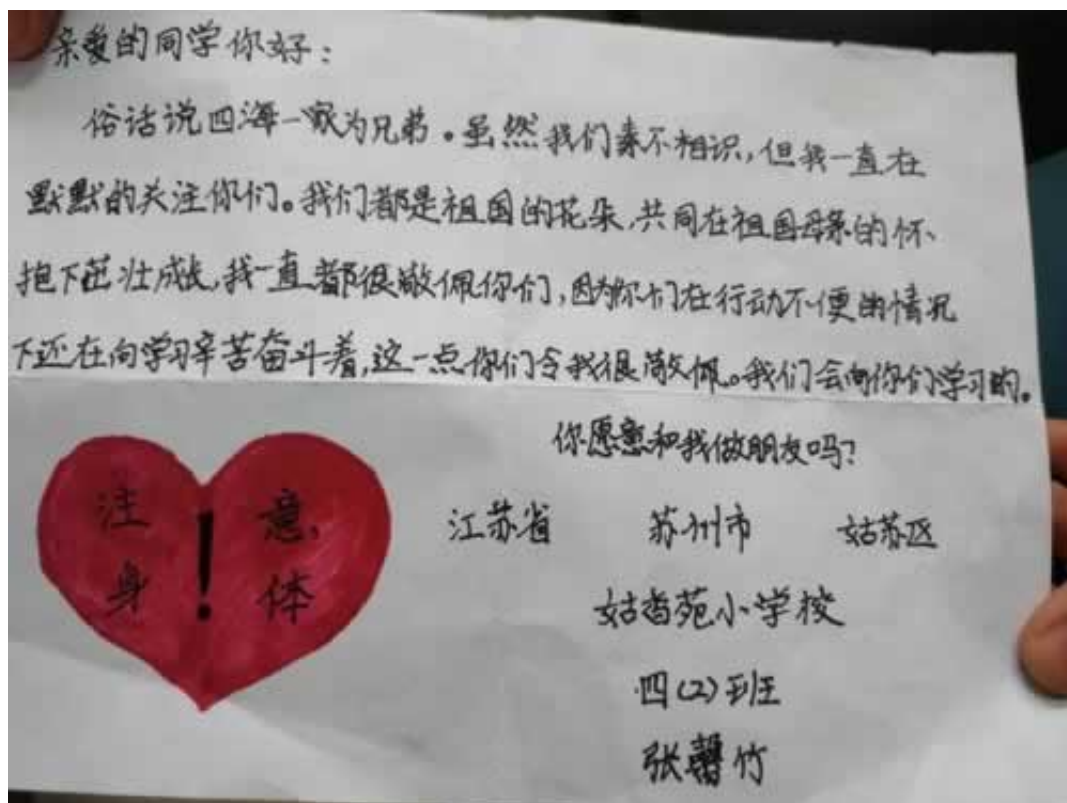 亲爱的同学你好：
俗话说四海一家为兄弟。虽然我们素不相识，但我一直在
默默的关注你们。我们都是祖国的花朵，共同在祖国母亲的怀
抱下茁壮成长，我一直都很敬佩你们，因为你们在行动不便的情况
下还在向学习辛苦奋斗着，这一点你们令我很敬佩。我们会向你们学习的。
你愿意和我做朋友吗？
注 意，
身 ! 体
江苏省 苏州市 姑苏区
姑香苑小学校
四（2）班
张馨竹